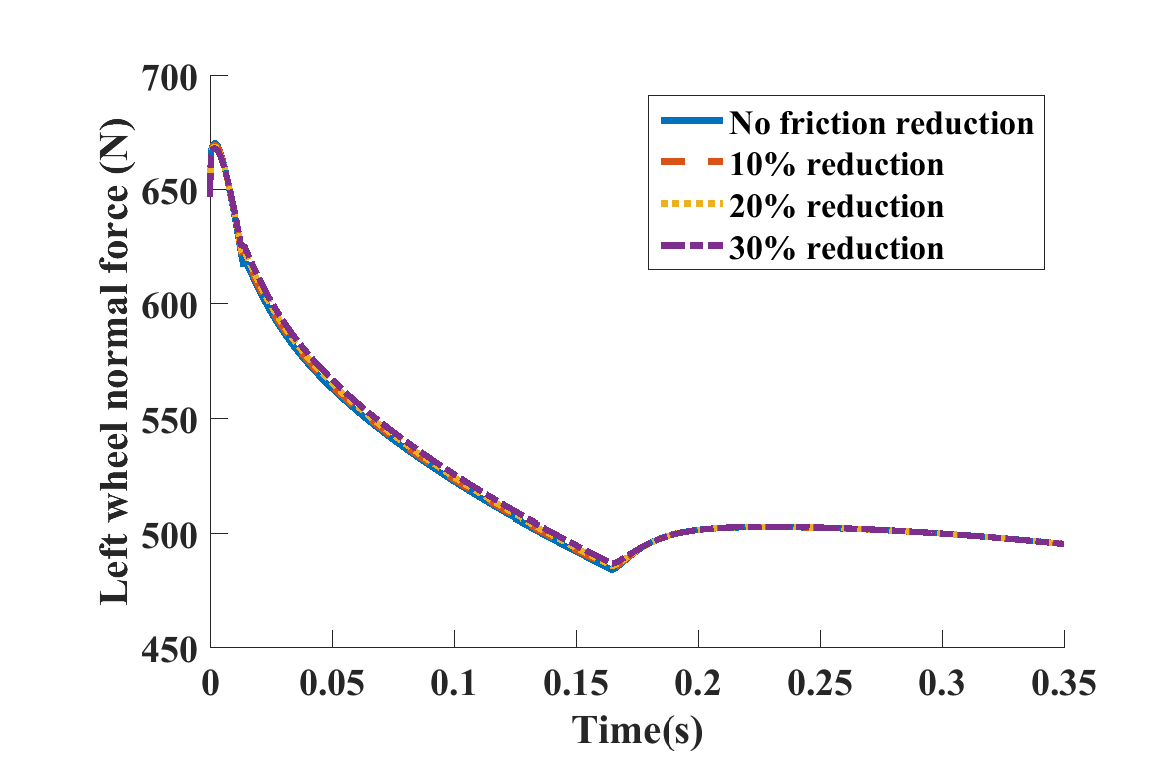 700
650
600
550
500
450
Left wheel normal force (N)
No friction reduction
10% reduction
20% reduction
30% reduction
0
0.05
0.1
0.15
0.2
0.25
0.3
0.35
Time(s)